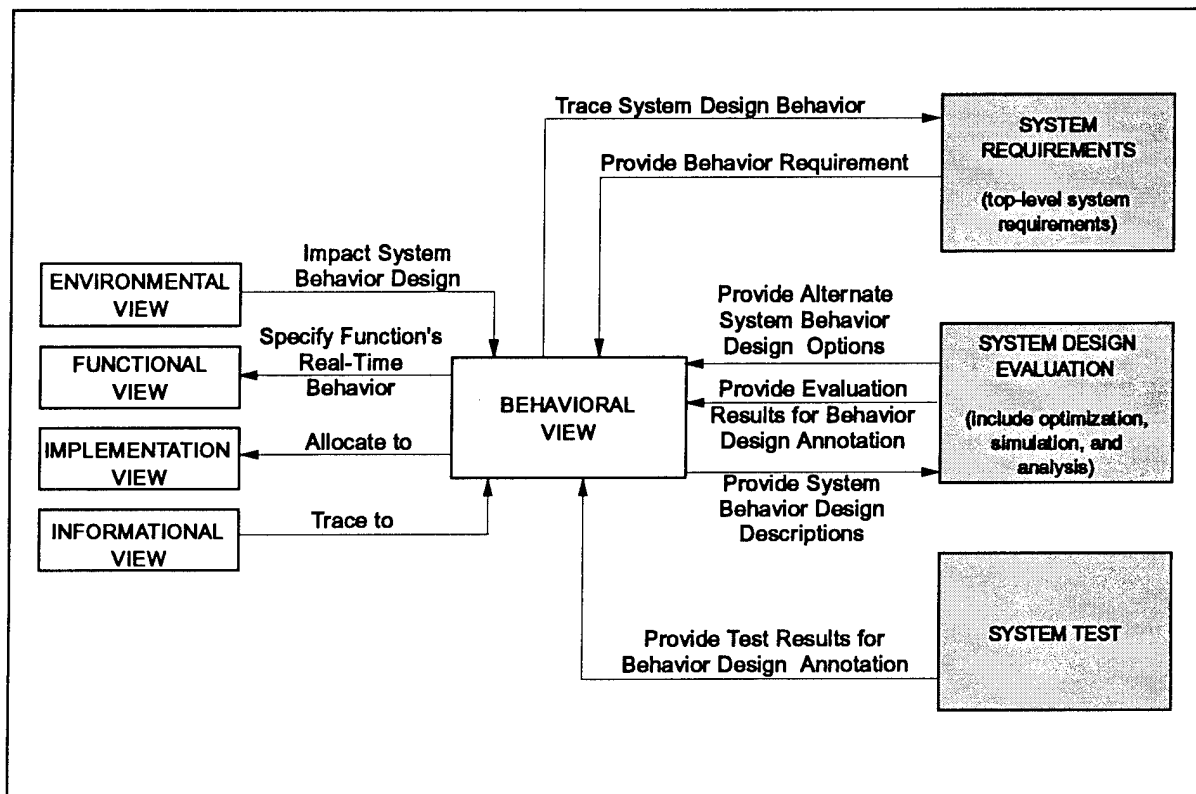 Trace System Design Behavior
Provide Behavior Requirement
SYSTEM
REQUIREMENTS
(top-level system
requirements)
Impact System
Behavior Design
ENVIRONMENTAL
VIEW
Specify Function's
Real-Time
Behavior
FUNCTIONAL
VIEW
Allocate to
IMPLEMENTATION
VIEW
Trace to
INFORMATIONAL
VIEW
BEHAVIORAL
VIEW
Provide Alternate
System Behavior
Design Options
Provide Evaluation
Results for Behavior
Design Annotation
Provide System
Behavior Design
Descriptions
SYSTEM DESIGN
EVALUATION
(include optimization,
simulation, and
analysis)
Provide Test Results for
Behavior Design Annotation
SYSTEM TEST